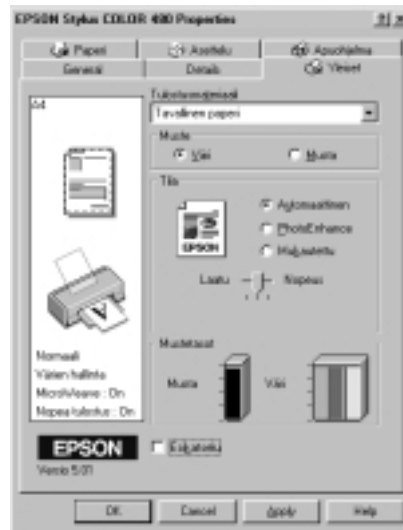 EPSON Stylus COLOR 480 Properties
Paperi
Asettelu
Apuohjelma
General
Details
Yleiset
A4
Tulostusmateriaali
Tavallinen paperi
Muste
Väri
Musta
Tila
EPSON
Automaattinen
PhotoEnhance
Mukautettu
Laatu
Nopeus
Normaali
Värien hallinta
MicroWeave : On
Nopea tulostus : On
Mustetasot
Musta
Väri
EPSON
Versio 5.01
Esikatselu
OK
Cancel
Apply
Help